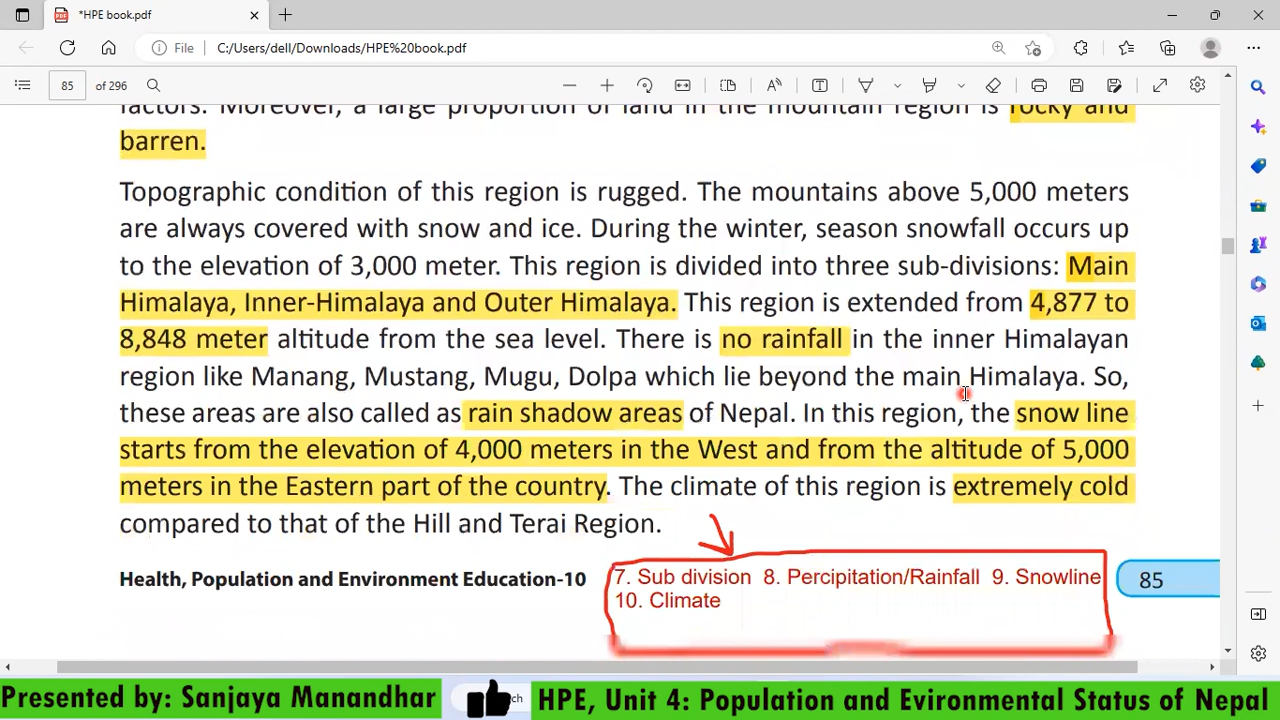 *HPE book.pdf
File
C:/Users/dell/Downloads/HPE%20book.pdf
85 of 296
factors. Moreover, a large proportion of land in the mountain region is rocky and
barren.
Topographic condition of this region is rugged. The mountains above 5,000 meters
are always covered with snow and ice. During the winter, season snowfall occurs up
to the elevation of 3,000 meter. This region is divided into three sub-divisions: Main
Himalaya, Inner-Himalaya and Outer Himalaya. This region is extended from 4,877 to
8,848 meter altitude from the sea level. There is no rainfall in the inner Himalayan
region like Manang, Mustang, Mugu, Dolpa which lie beyond the main Himalaya. So,
these areas are also called as rain shadow areas of Nepal. In this region, the snow line
starts from the elevation of 4,000 meters in the West and from the altitude of 5,000
meters in the Eastern part of the country. The climate of this region is extremely cold
compared to that of the Hill and Terai Region.
7. Sub division 8. Percipitation/Rainfall 9. Snowline
10. Climate
Health, Population and Environment Education-10
85
Presented by: Sanjaya Manandhar
HPE, Unit 4: Population and Evironmental Status of Nepal